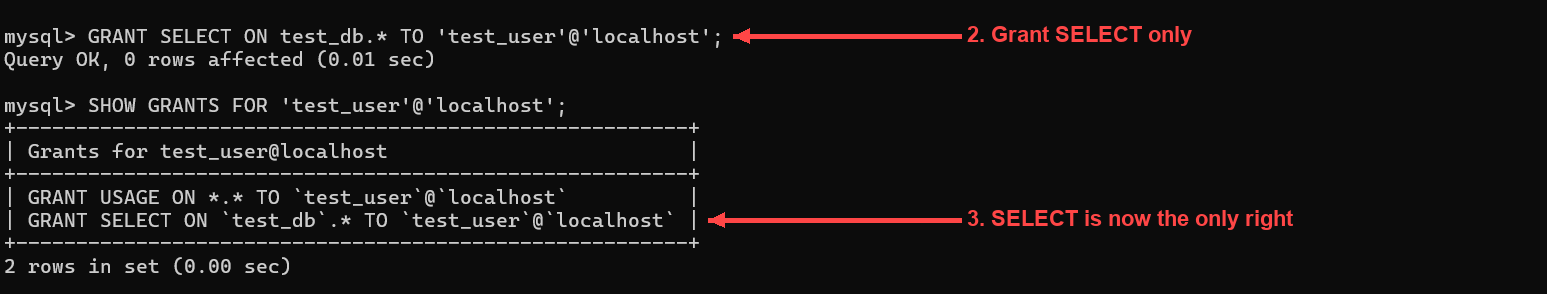 mysql> GRANT SELECT ON test_db.* TO 'test_user'@'localhost'; 2. Grant SELECT only
Query OK, 0 rows affected (0.01 sec)
mysql> SHOW GRANTS FOR 'test_user'@'localhost';
+--------------------------------------------------------+
| Grants for test_user@localhost                         |
+--------------------------------------------------------+
| GRANT USAGE ON *.* TO `test_user`@`localhost`          |
| GRANT SELECT ON `test_db`.* TO `test_user`@`localhost` | 3. SELECT is now the only right
+--------------------------------------------------------+
2 rows in set (0.00 sec)